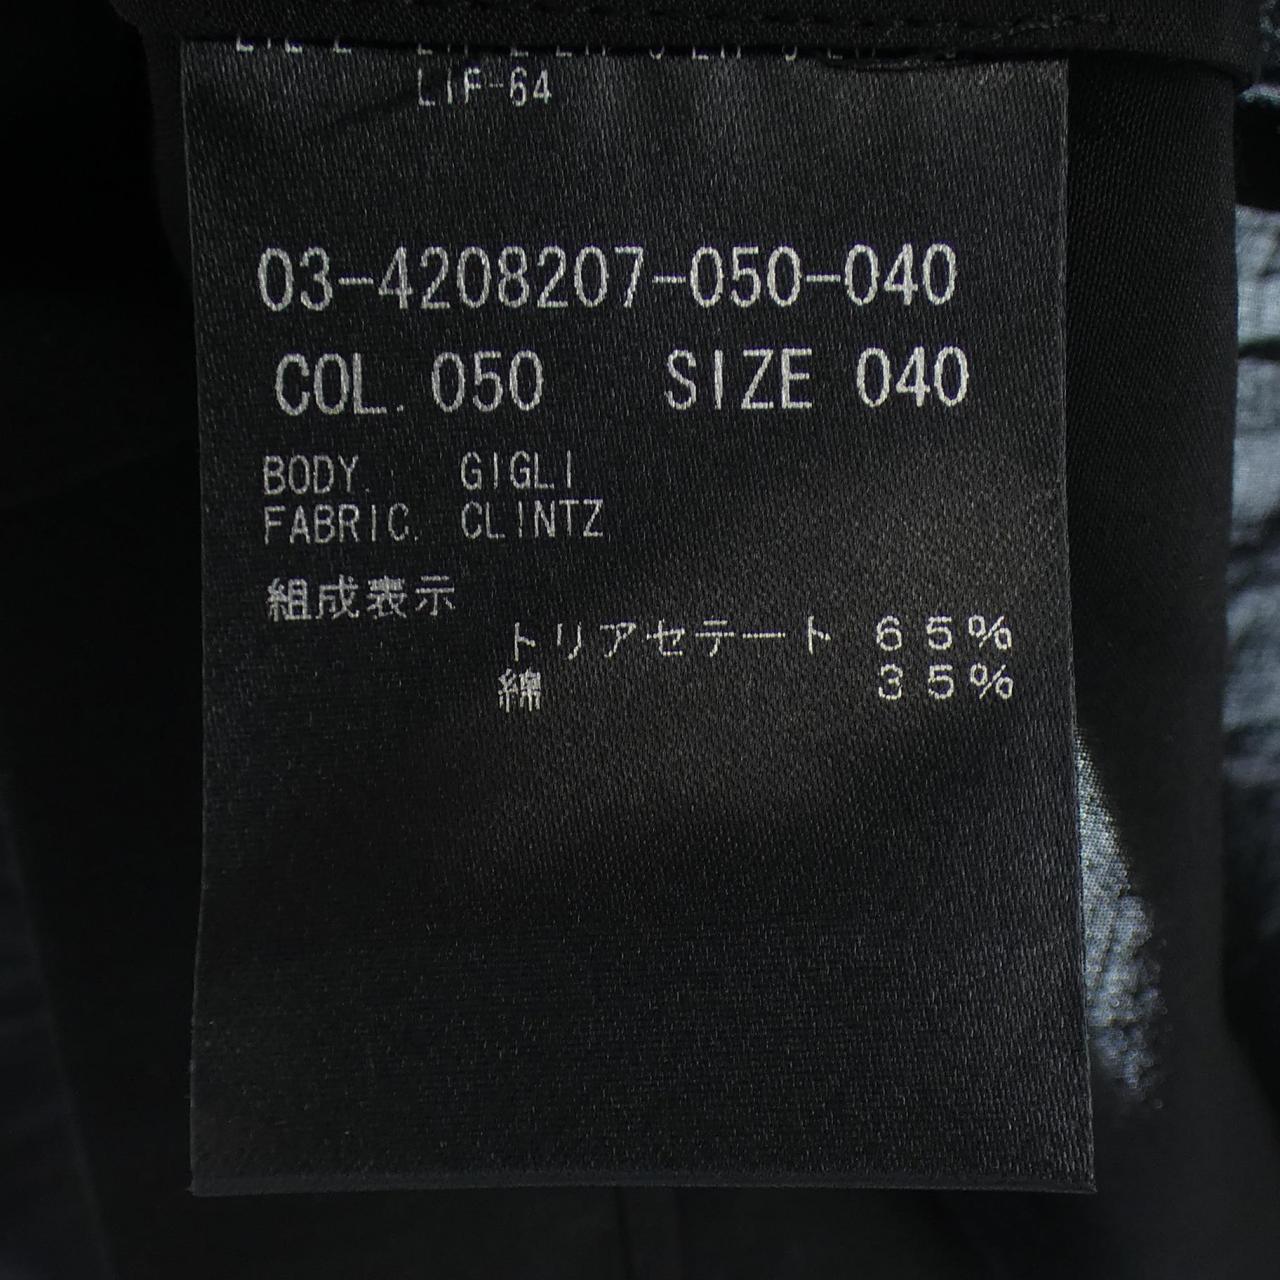 LIF-64
03-4208207-050-040
COL. 050 SIZE 040
BODY. GIGLI
FABRIC. CLINTZ
組成表示
トリアセテート 65%
綿 35%